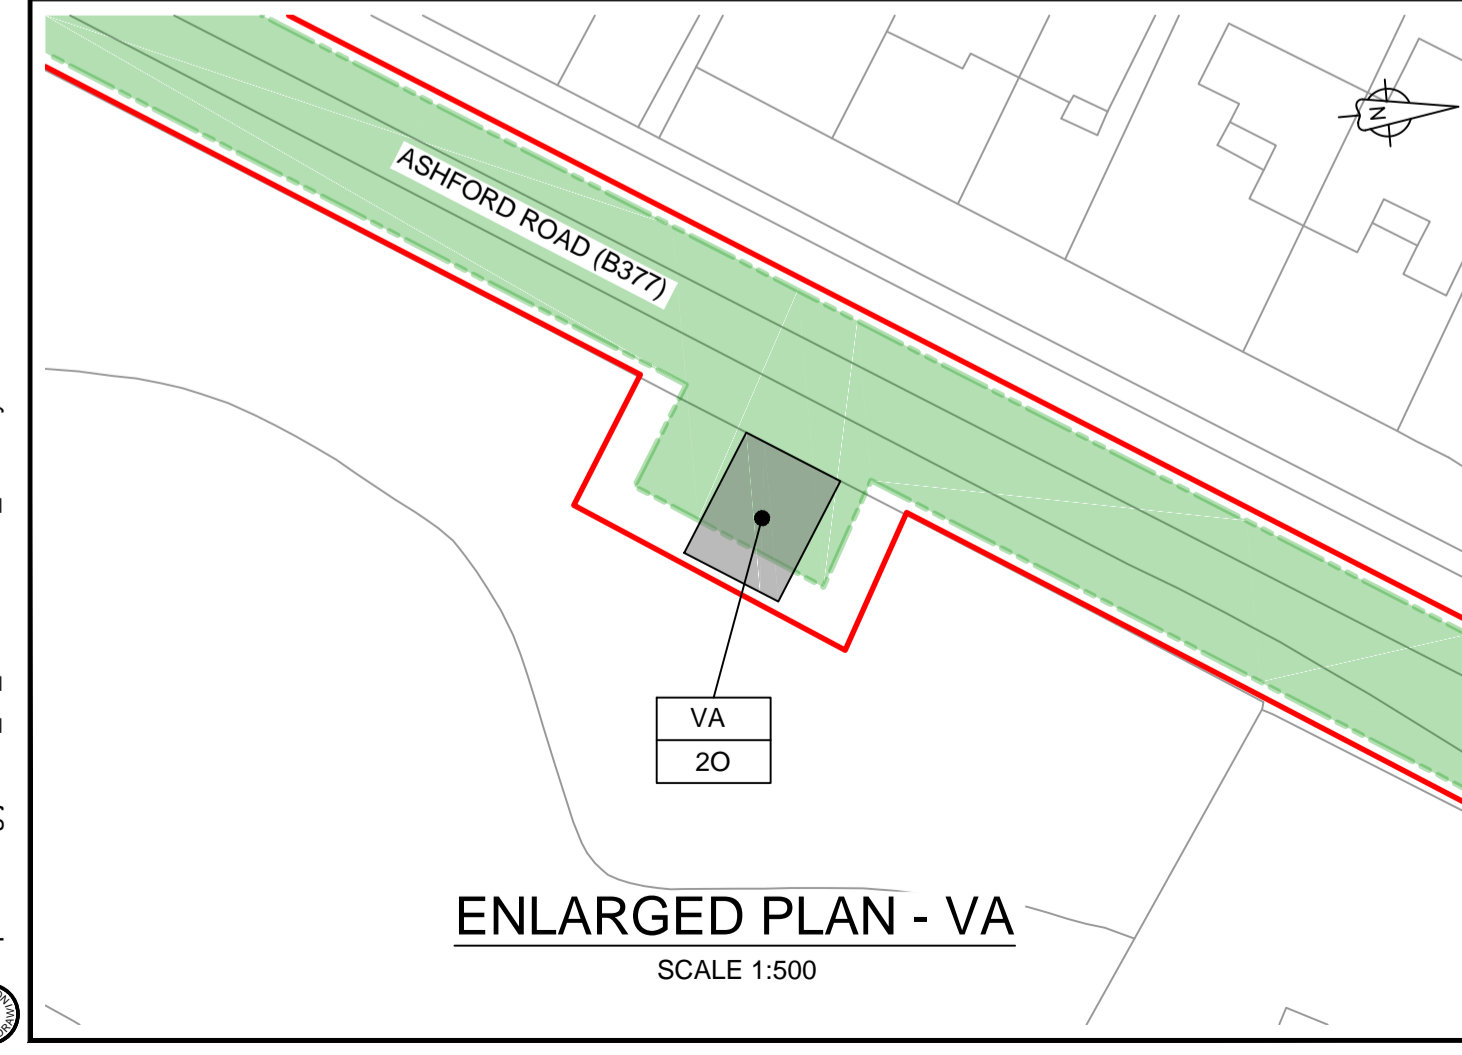 N
ASHFORD ROAD (B377)
VA
2O
ENLARGED PLAN - VA
SCALE 1:500